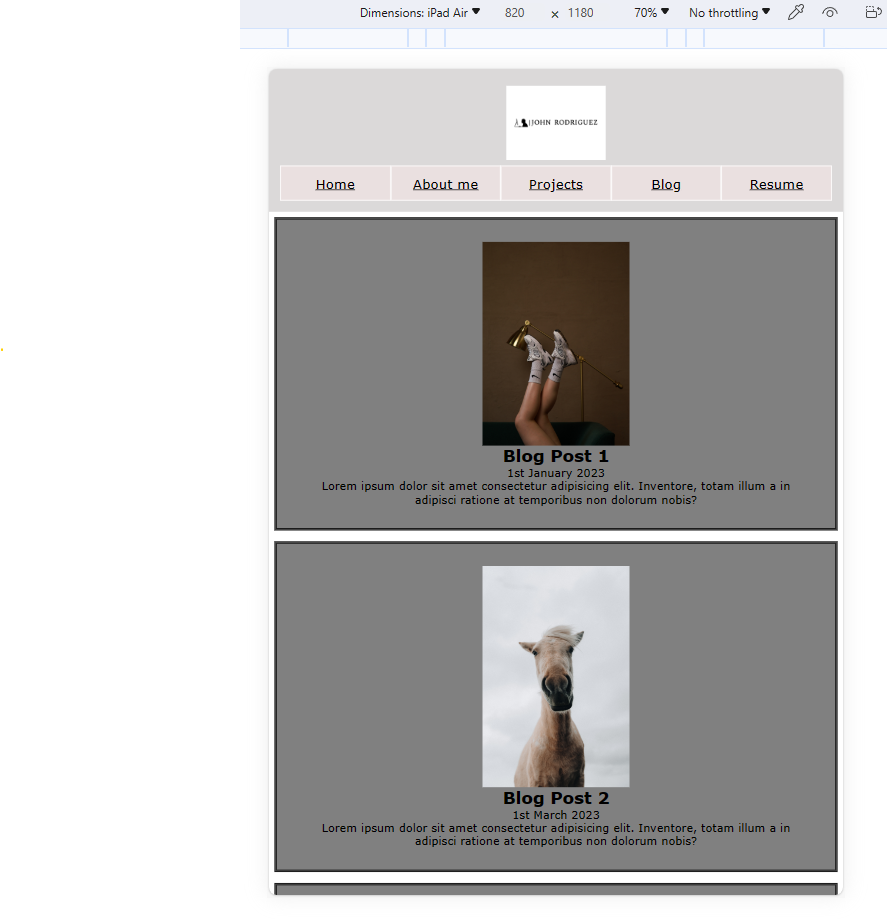 Dimensions: iPad Air 820 × 1180 70% No throttling
JOHN RODRIGUEZ
Home About me Projects Blog Resume
Blog Post 1
1st January 2023
Lorem ipsum dolor sit amet consectetur adipisicing elit. Inventore, totam illum a in
adipisci ratione at temporibus non dolorum nobis?
Blog Post 2
1st March 2023
Lorem ipsum dolor sit amet consectetur adipisicing elit. Inventore, totam illum a in
adipisci ratione at temporibus non dolorum nobis?